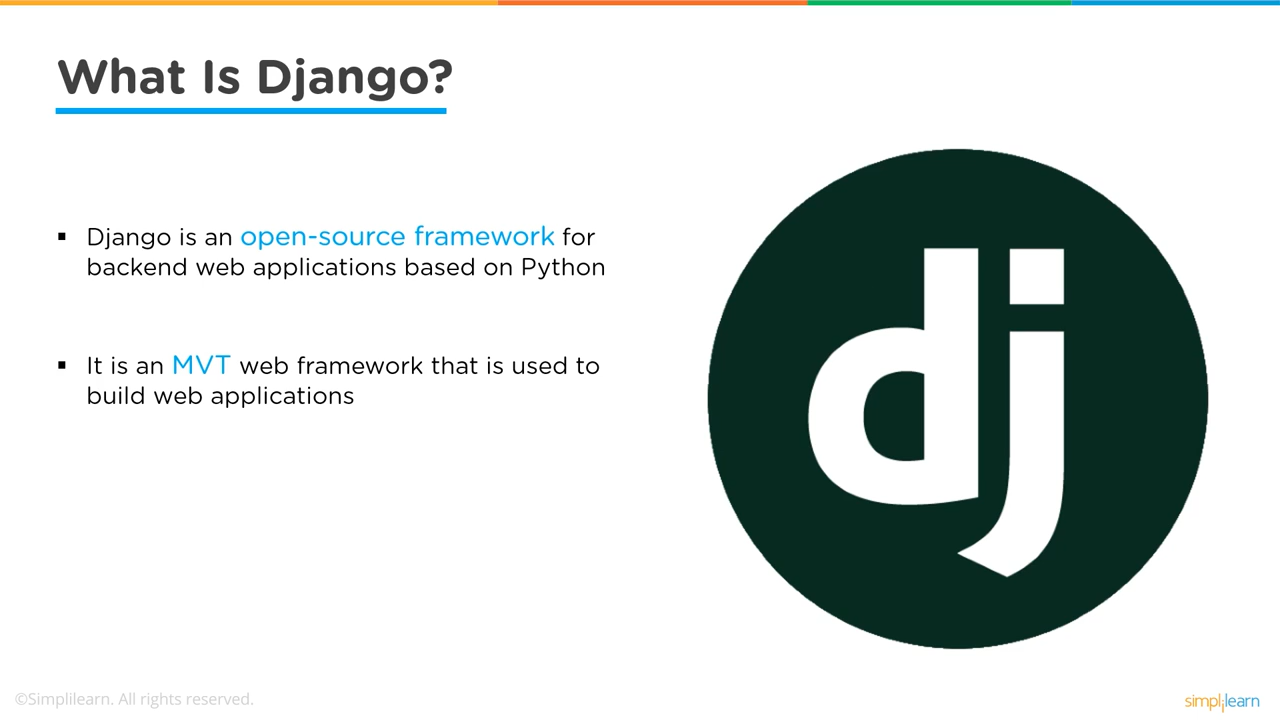 What Is Django?
▪ Django is an open-source framework for
backend web applications based on Python
▪ It is an MVT web framework that is used to
build web applications
dj
©Simplilearn. All rights reserved.
simplilearn